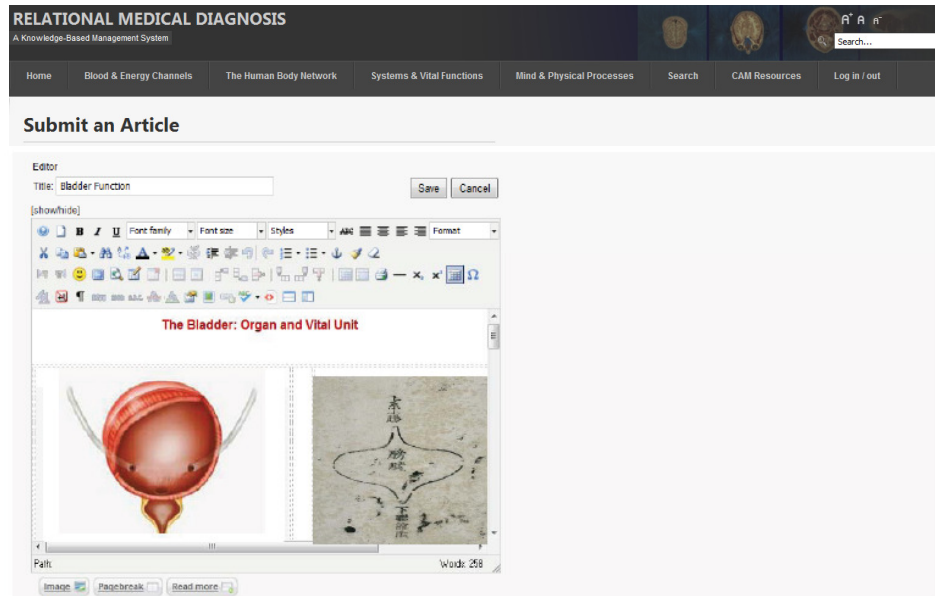 RELATIONAL MEDICAL DIAGNOSIS
A Knowledge-Based Management System
A+ A A-
Search...
Home Blood & Energy Channels The Human Body Network Systems & Vital Functions Mind & Physical Processes Search CAM Resources Log in / out
Submit an Article
Editor
Title: Bladder Function Save Cancel
[show/hide]
B I U Font family Font size Styles ABC Format
The Bladder: Organ and Vital Unit
膀胱
Path: Words: 258
Image Pagebreak Read more